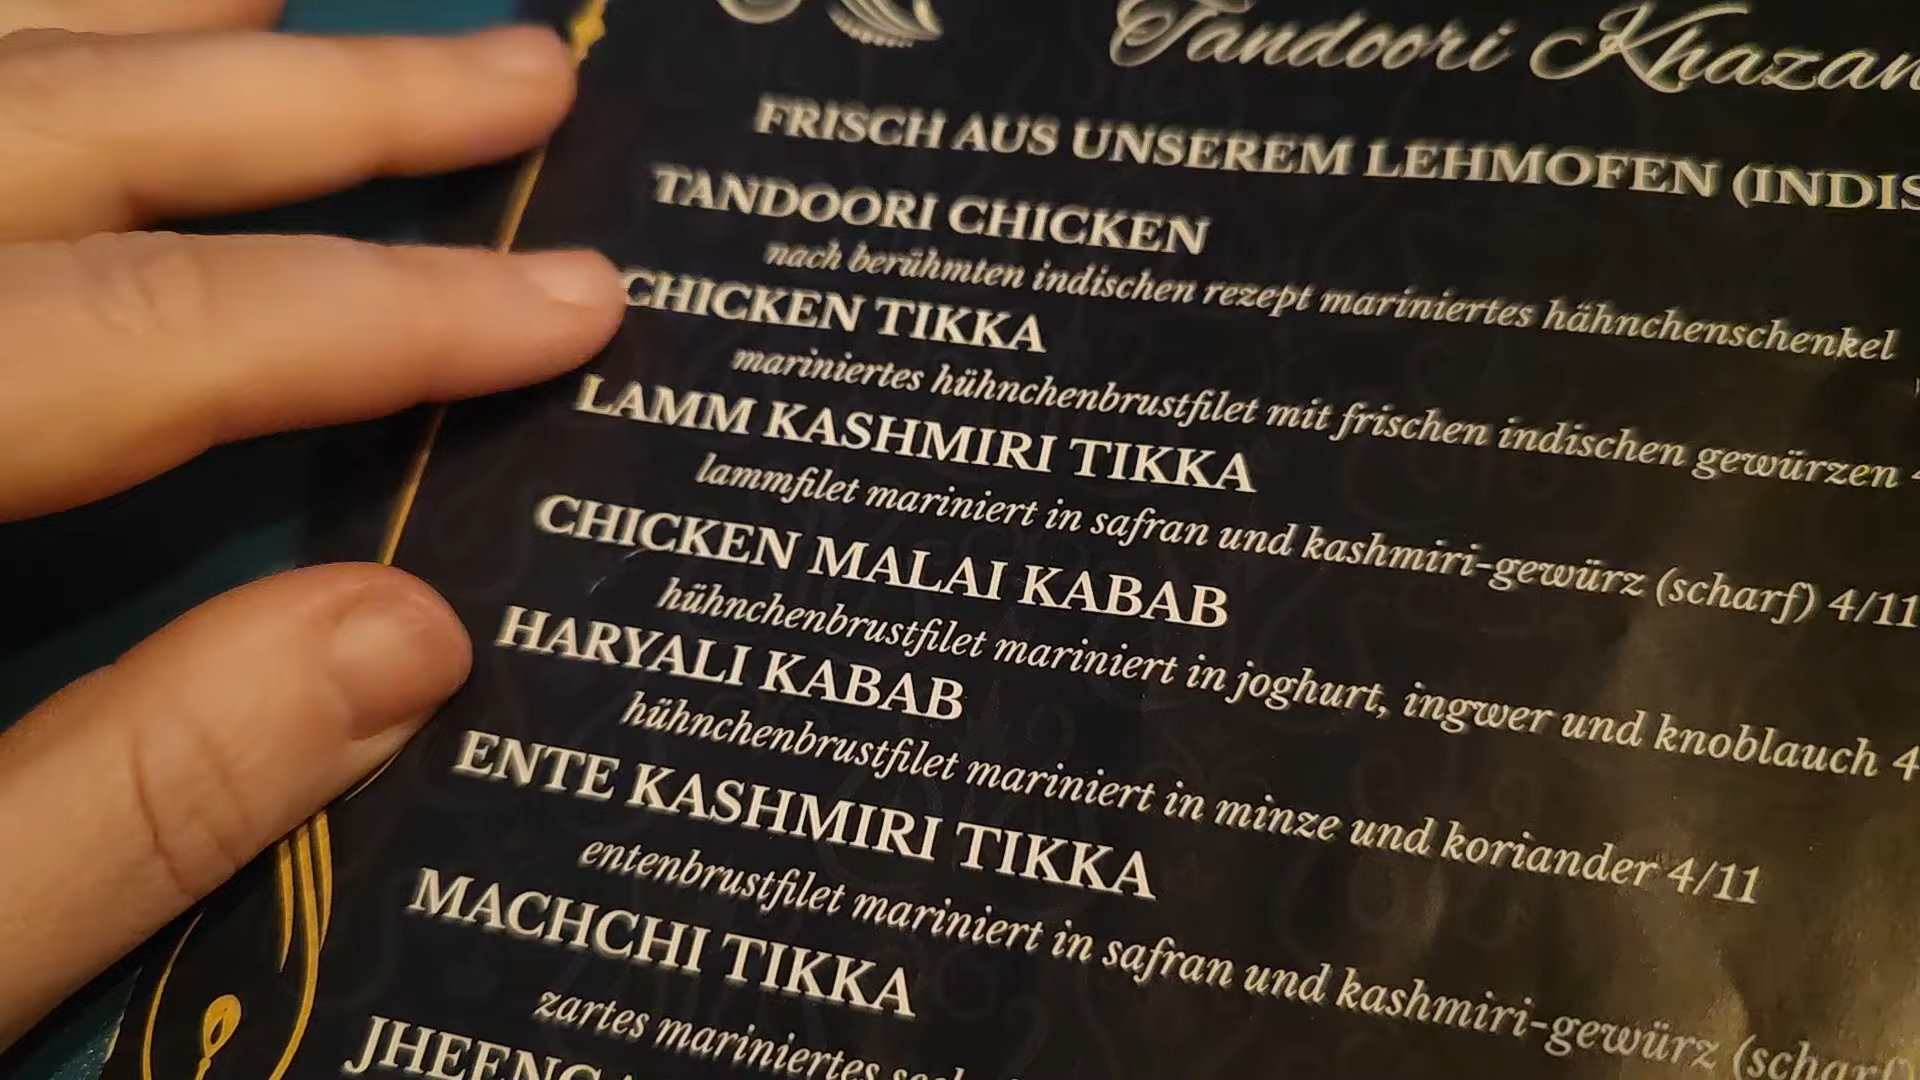 Tandoori
FRISCH AUS UNSEREM LEHMOFEN
TANDOORI CHICKEN
nach berühmten indischen rezept mariniertes hähnchenschenkel
CHICKEN TIKKA
mariniertes hühnchenbrustfilet mit frischen indischen gewürzen
LAMM KASHMIRI TIKKA
lammfilet mariniert in safran und kashmiri-gewürz (scharf) 4/11
CHICKEN MALAI KABAB
hühnchenbrustfilet mariniert in joghurt, ingwer und knoblauch
HARYALI KABAB
hühnchenbrustfilet mariniert in minze und koriander 4/11
ENTE KASHMIRI TIKKA
entenbrustfilet mariniert in safran und kashmiri-gewürz (scharf)
MACHCHI TIKKA
zartes mariniertes